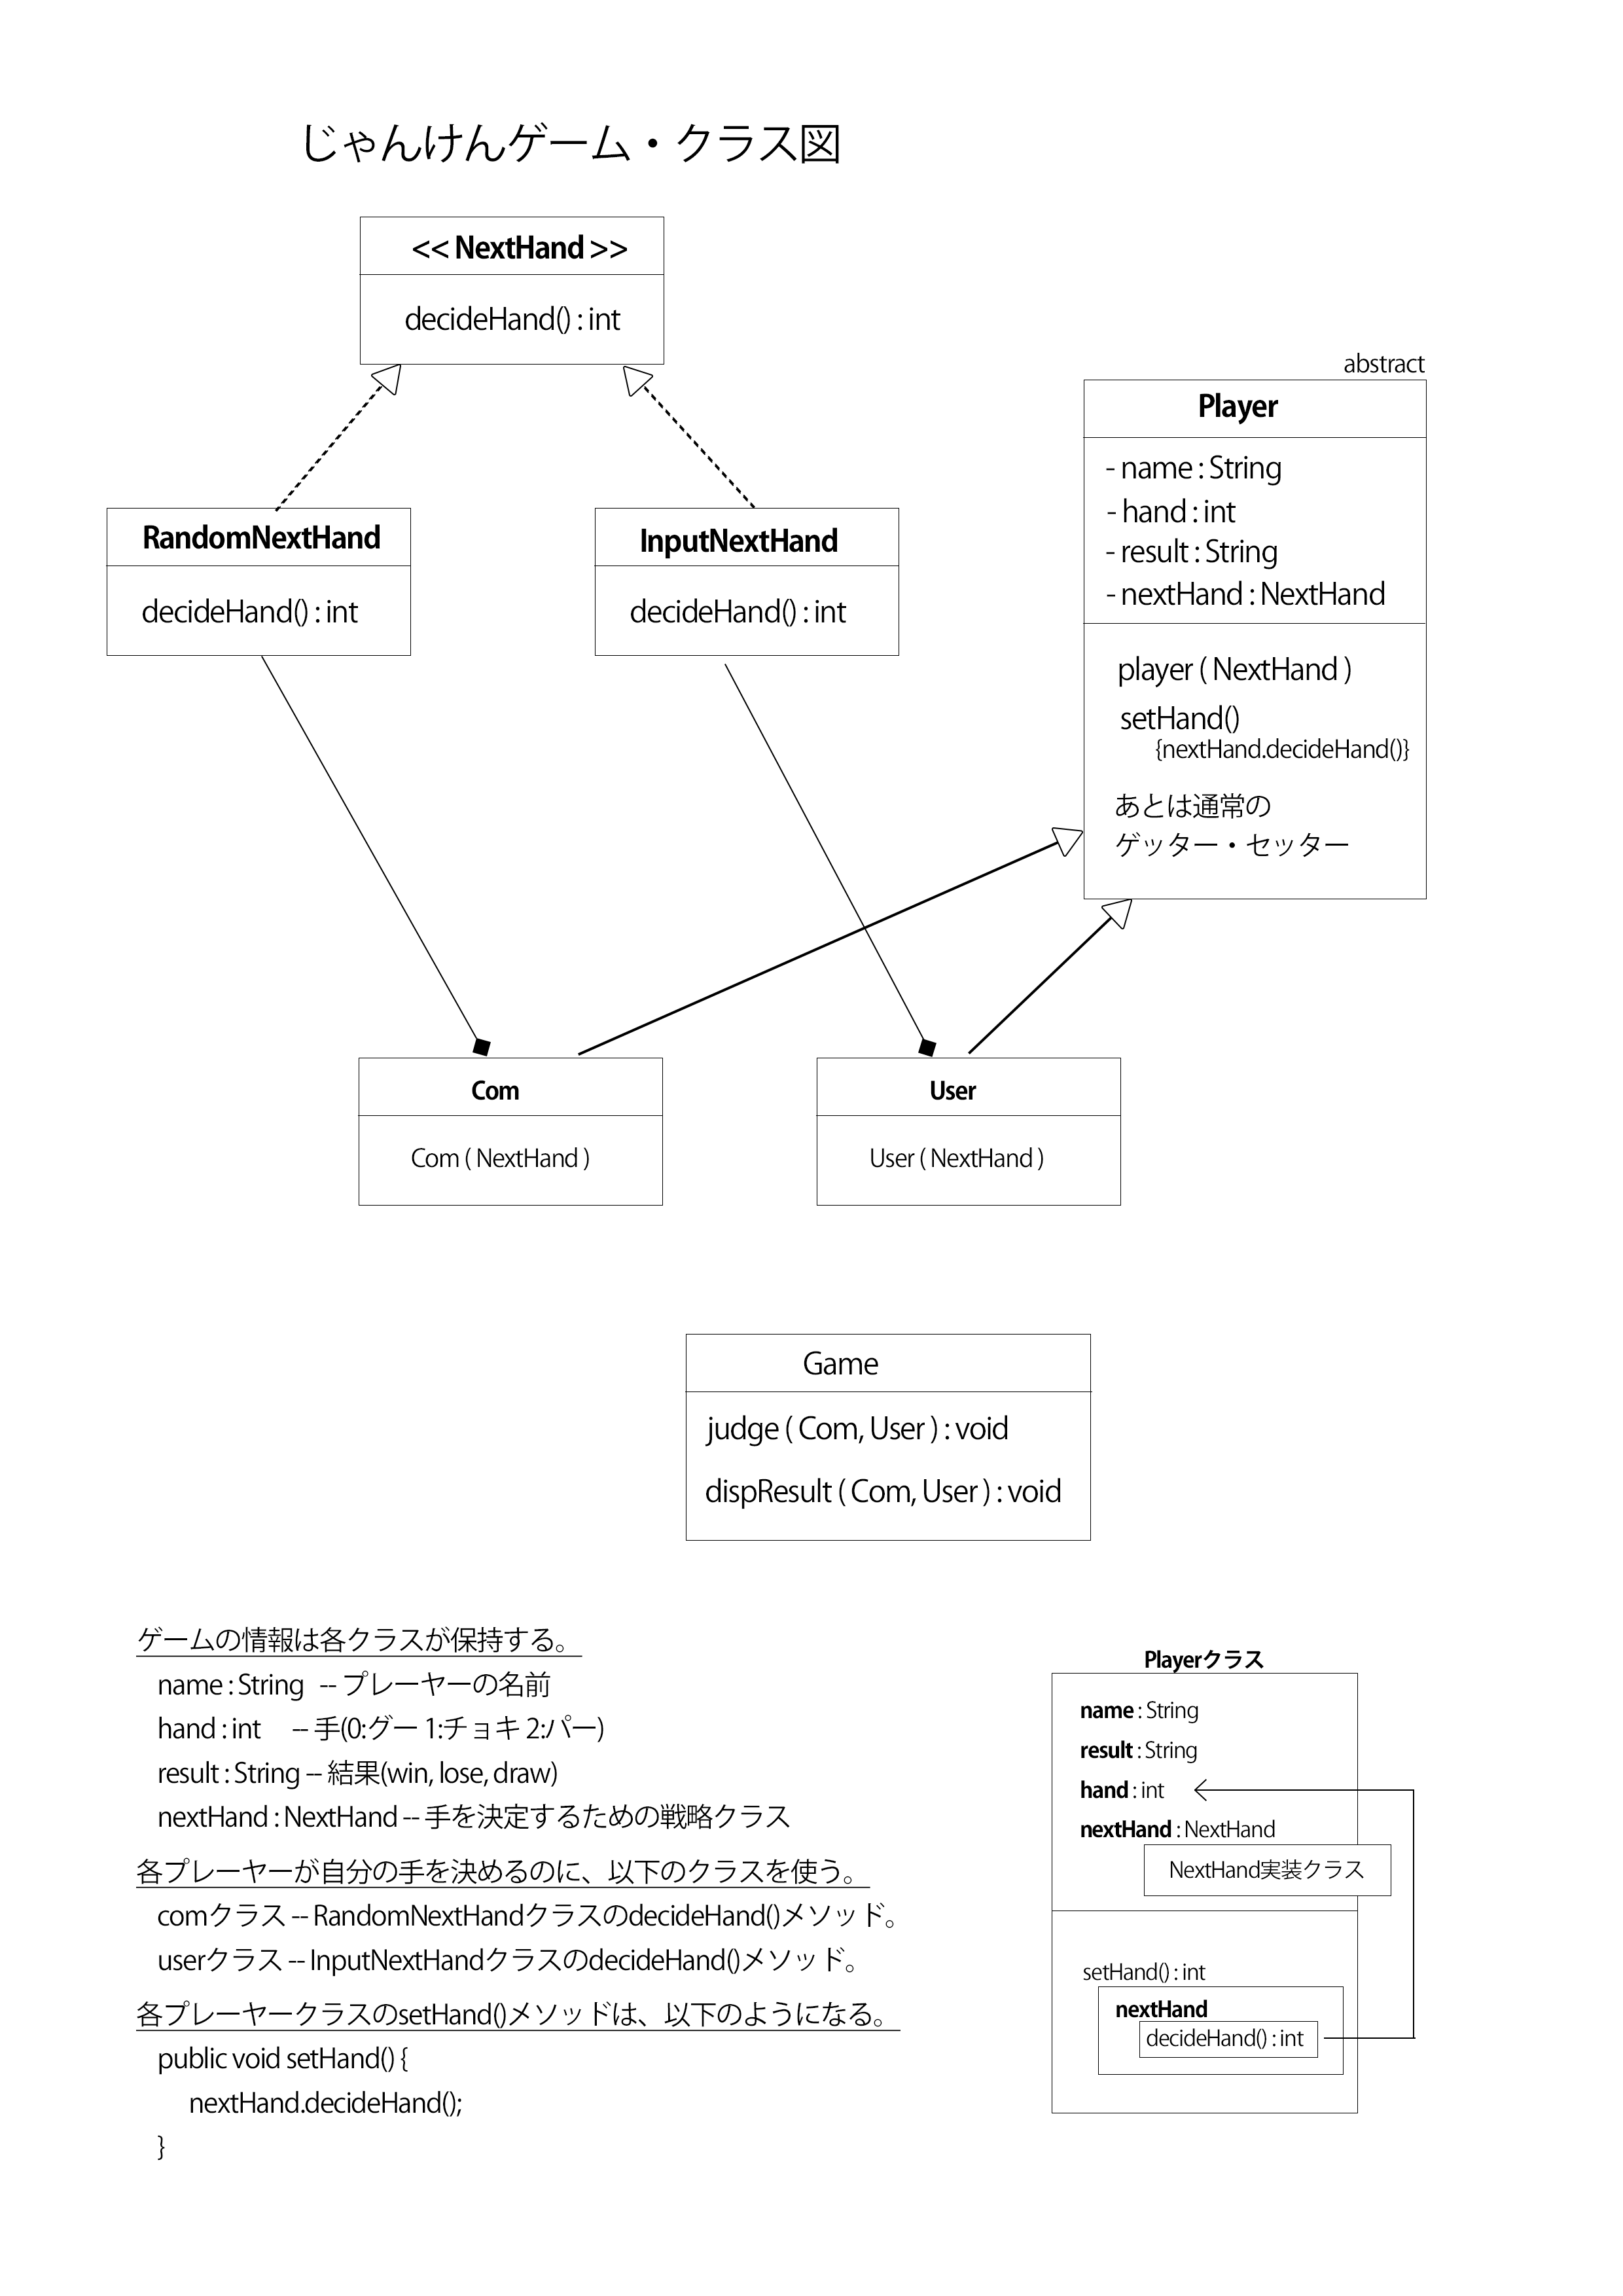 じゃんけんゲーム・クラス図
<< NextHand >>
decideHand() : int
RandomNextHand
decideHand() : int
InputNextHand
decideHand() : int
abstract
Player
- name : String
- hand : int
- result : String
- nextHand : NextHand
player ( NextHand )
setHand()
{nextHand.decideHand()}
あとは通常の
ゲッター・セッター
Com
Com ( NextHand )
User
User ( NextHand )
Game
judge ( Com, User ) : void
dispResult ( Com, User ) : void
ゲームの情報は各クラスが保持する。
name : String -- プレーヤーの名前
hand : int -- 手(0:グー 1:チョキ 2:パー)
result : String -- 結果(win, lose, draw)
nextHand : NextHand -- 手を決定するための戦略クラス
各プレーヤーが自分の手を決めるのに、以下のクラスを使う。
comクラス -- RandomNextHandクラスのdecideHand()メソッド。
userクラス -- InputNextHandクラスのdecideHand()メソッド。
各プレーヤークラスのsetHand()メソッドは、以下のようになる。
public void setHand() {
nextHand.decideHand();
}
Playerクラス
name : String
result : String
hand : int
nextHand : NextHand
NextHand実装クラス
setHand() : int
nextHand
decideHand() : int